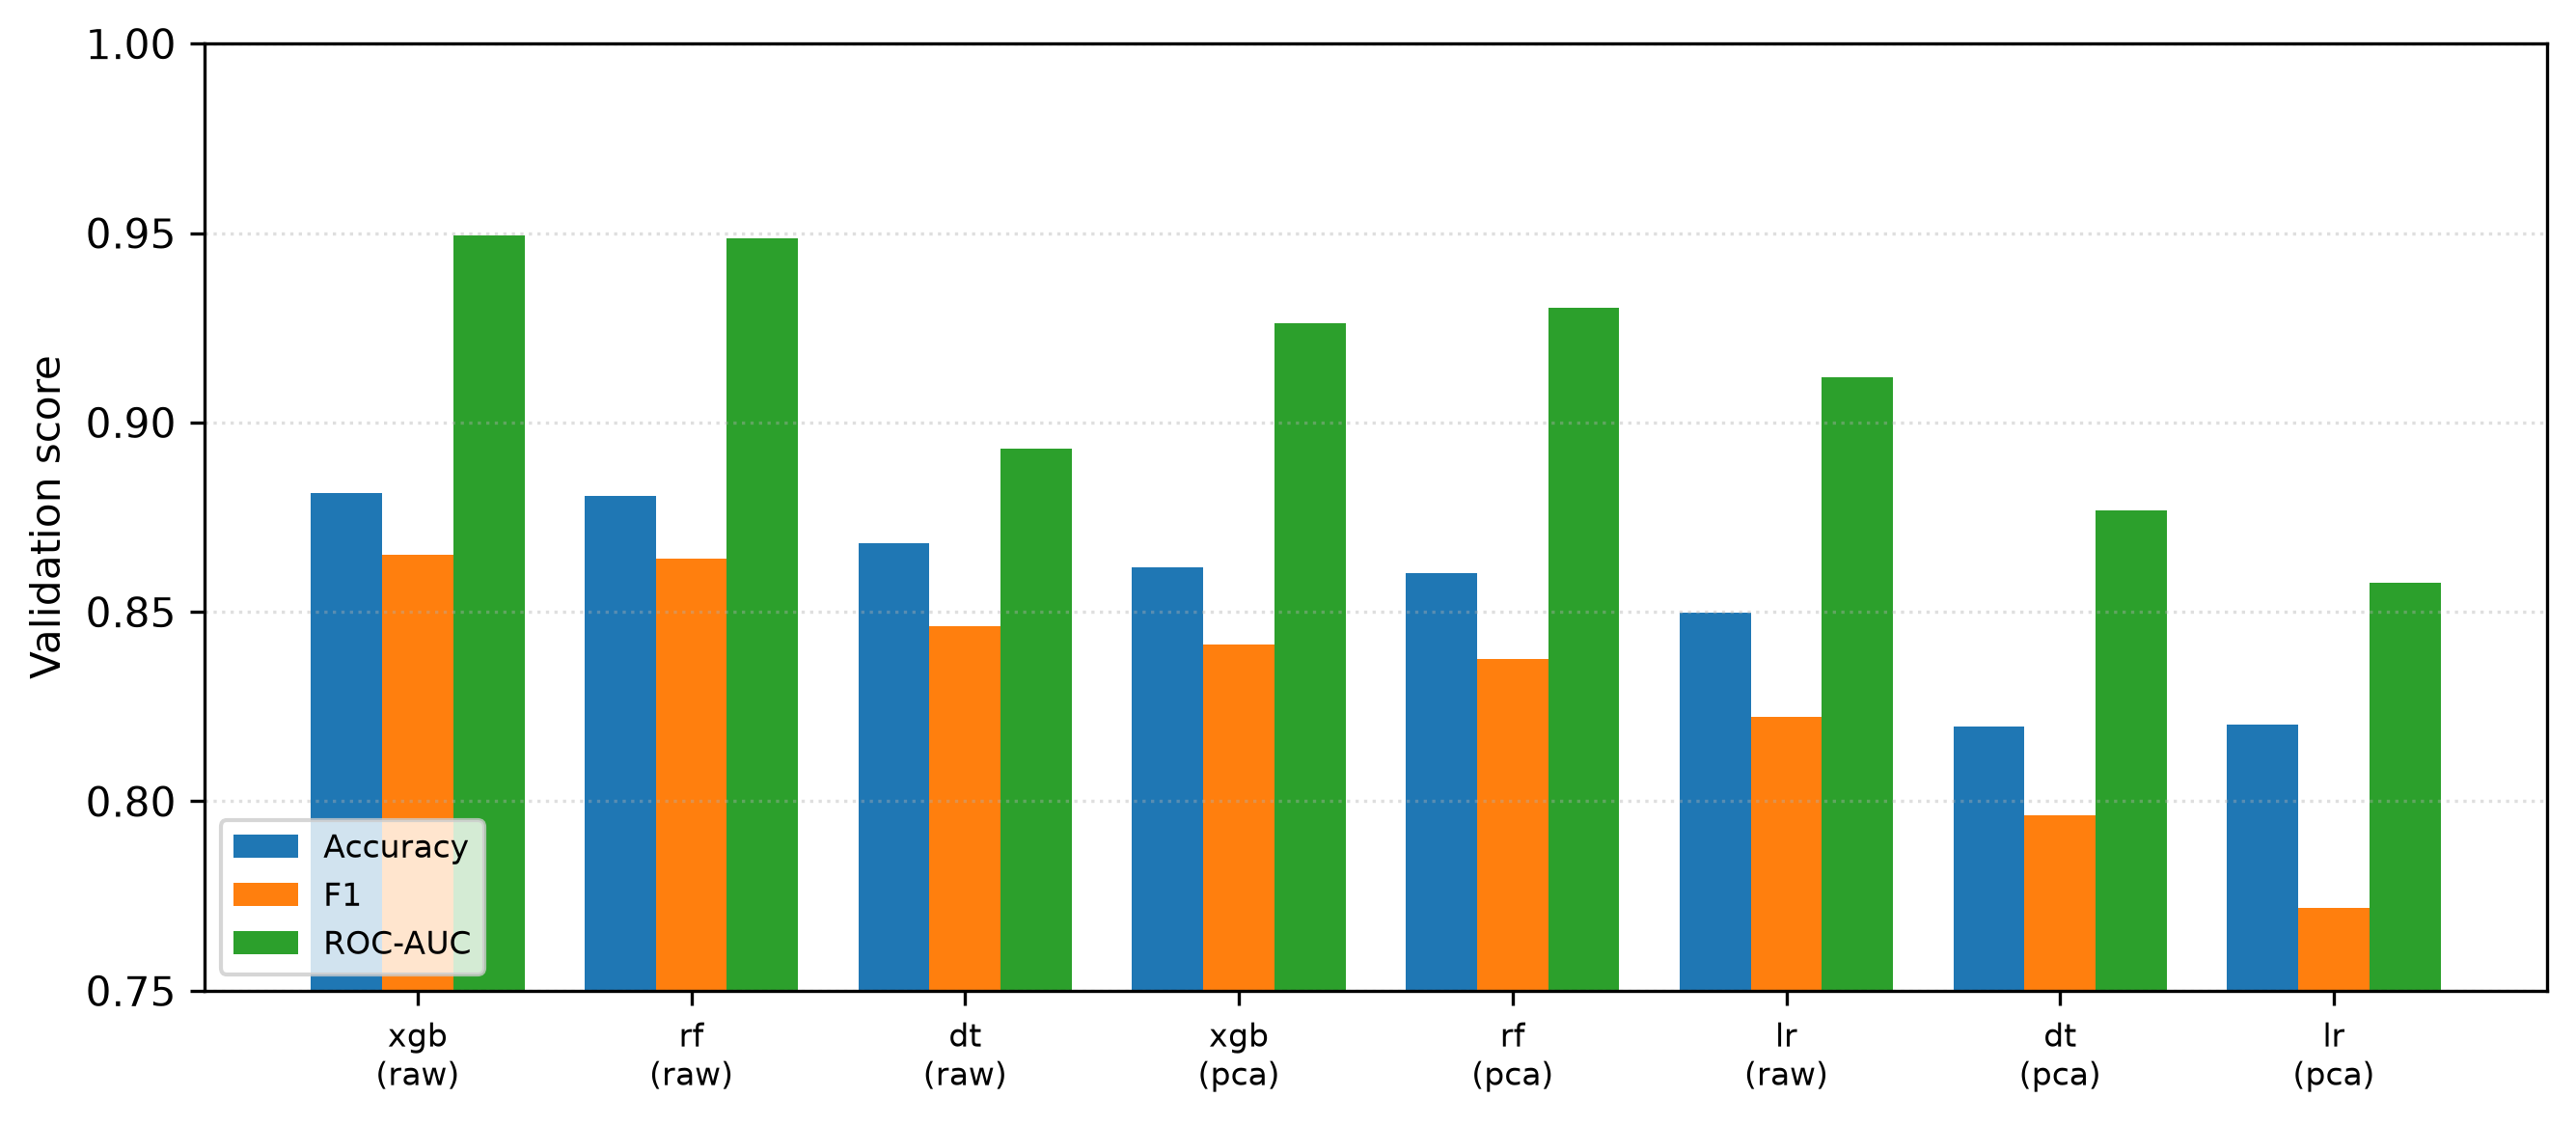 1.00
0.95
0.90
0.85
0.80
0.75
Validation score
Accuracy
F1
ROC-AUC
xgb
(raw)
rf
(raw)
dt
(raw)
xgb
(pca)
rf
(pca)
lr
(raw)
dt
(pca)
lr
(pca)